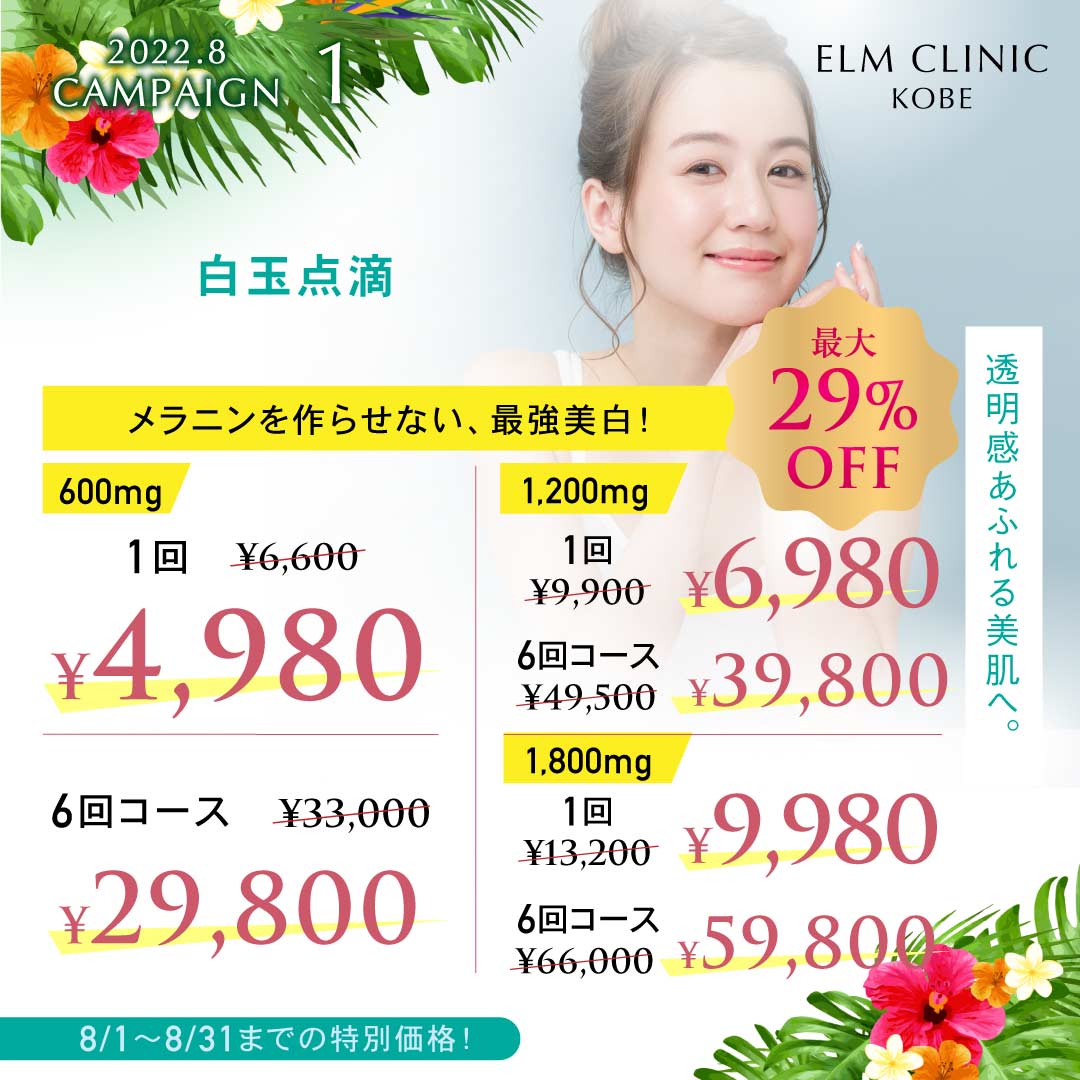 2022.8
CAMPAIGN 1
ELM CLINIC
KOBE
白玉点滴
最大
29%
OFF
メラニンを作らせない、最強美白!
透明感あふれる美肌へ。
600mg
1回 ¥6,600
¥4,980
6回コース ¥33,000
¥29,800
1,200mg
1回
¥9,900
¥6,980
6回コース
¥49,500
¥39,800
1,800mg
1回
¥13,200
¥9,980
6回コース
¥66,000
¥59,800
8/1~8/31までの特別価格!